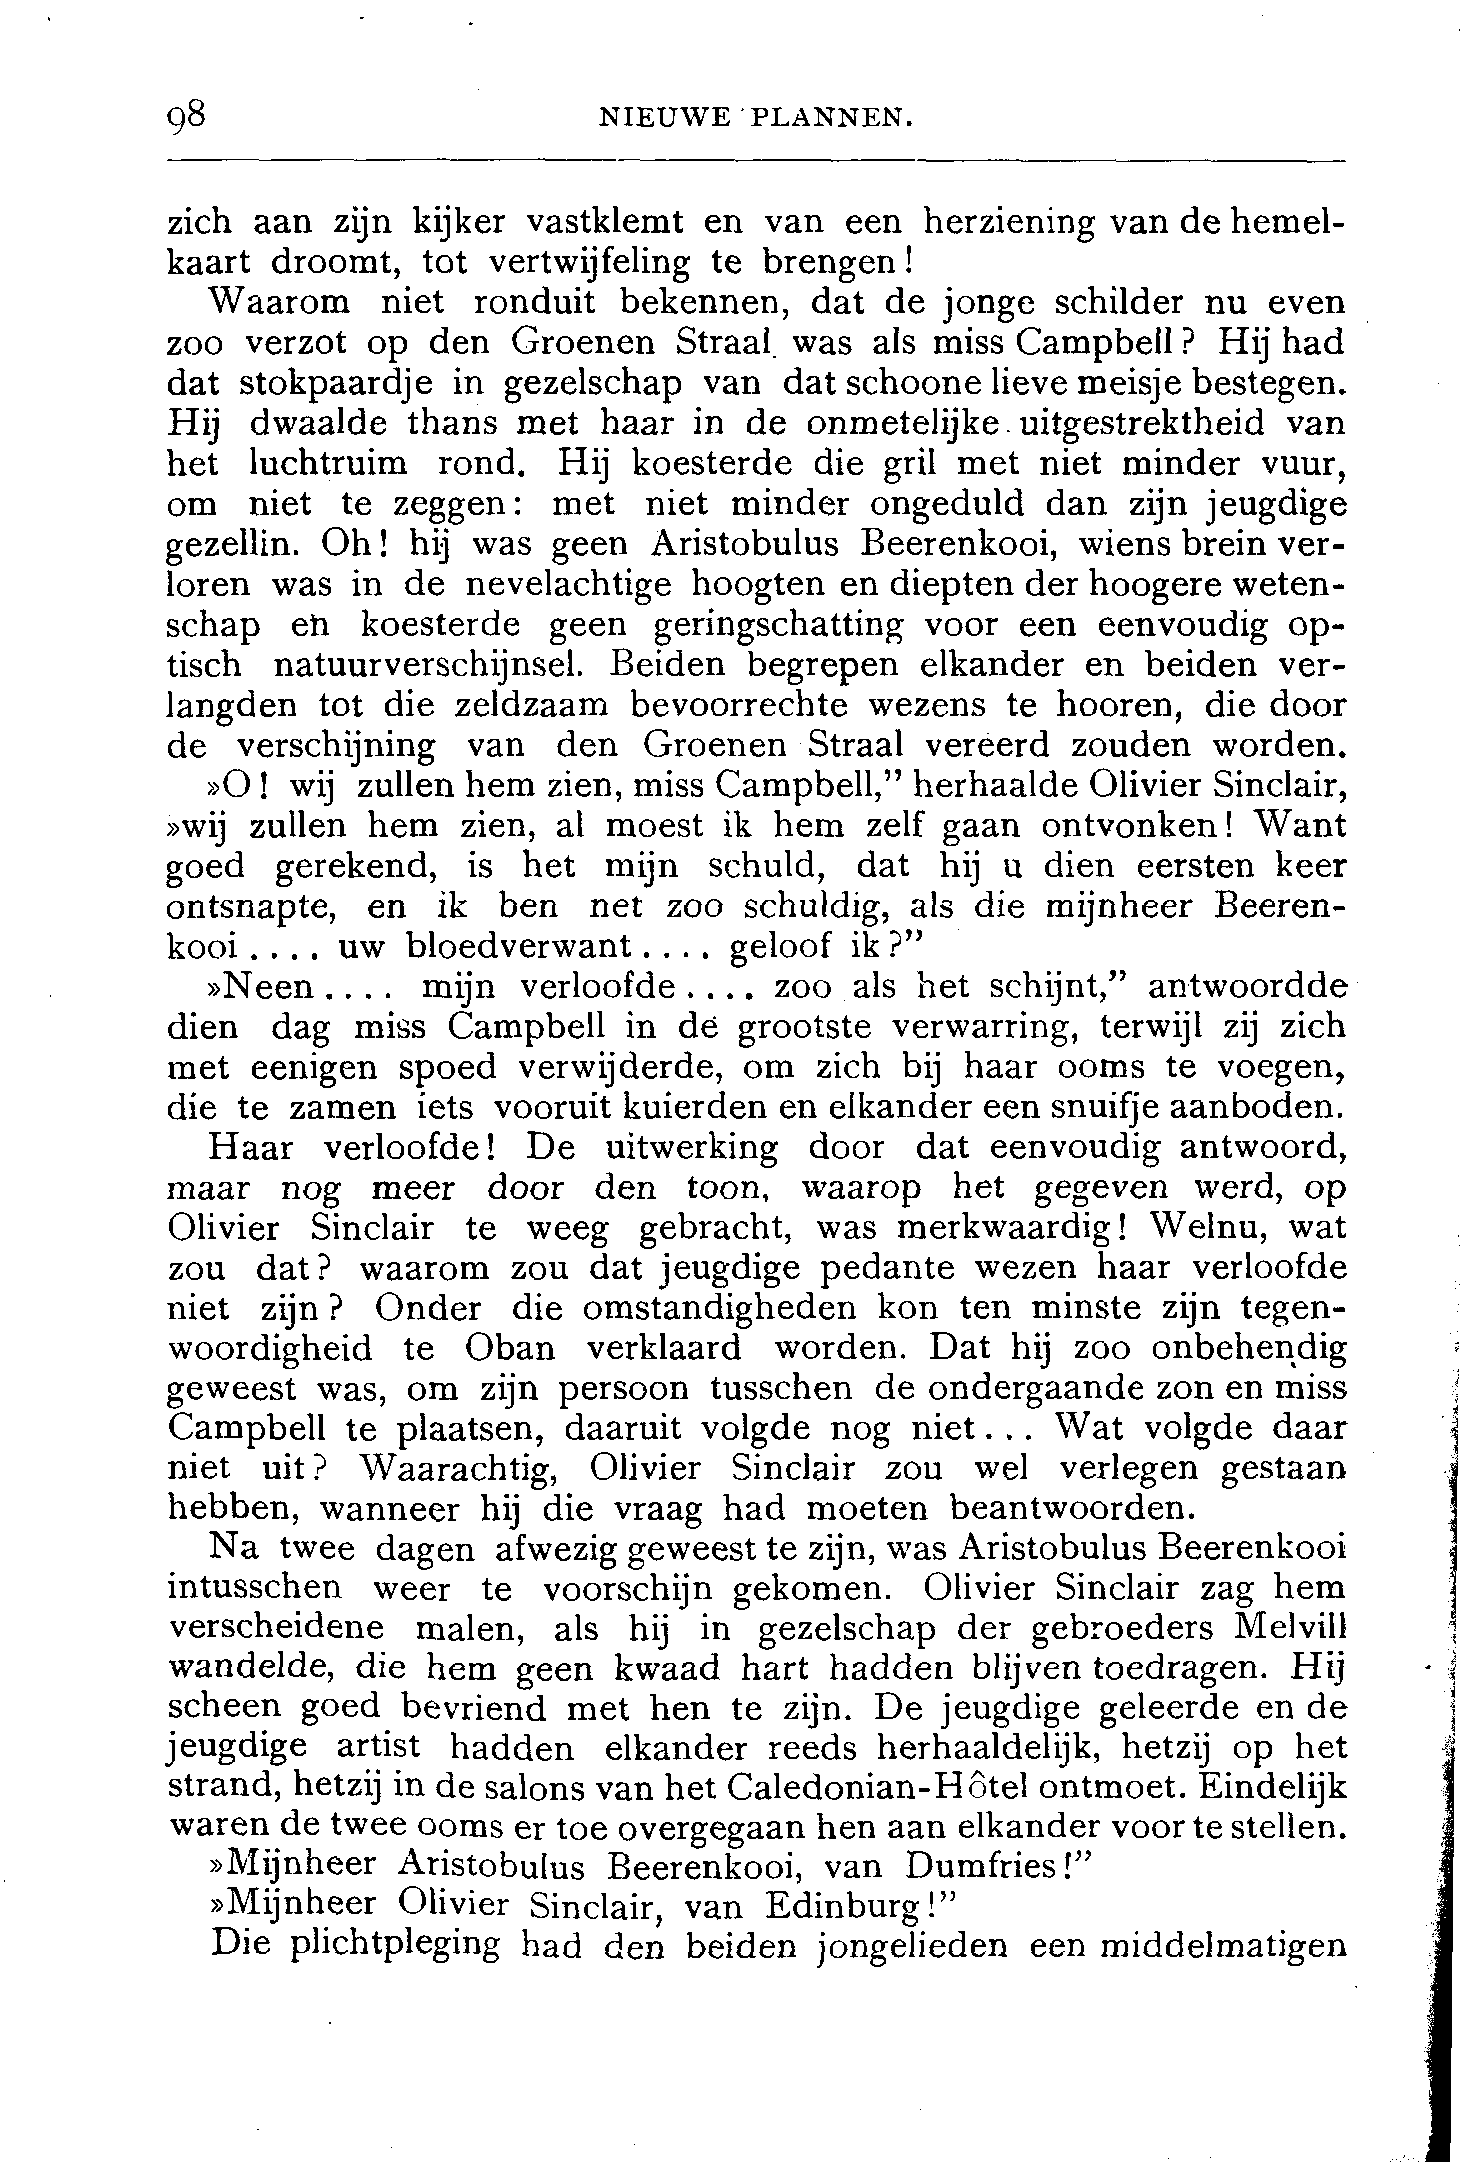 98 NIEUWE PLANNEN.
zich aan zijn kijker vastklemt en van een herziening van de hemel-
kaart droomt, tot vertwijfeling te brengen!
Waarom niet ronduit bekennen, dat de jonge schilder nu even
zoo verzot op den Groenen Straal was als miss Campbell? Hij had
dat stokpaardje in gezelschap van dat schoone lieve meisje bestegen.
Hij dwaalde thans met haar in de onmetelijke uitgestrektheid van
het luchtruim rond. Hij koesterde die gril met niet minder vuur,
om niet te zeggen: met niet minder ongeduld dan zijn jeugdige
gezellin. Oh! hij was geen Aristobulus Beerenkooi, wiens brein ver-
loren was in de nevelachtige hoogten en diepten der hoogere weten-
schap en koesterde geen geringschatting voor een eenvoudig op-
tisch natuurverschijnsel. Beiden begrepen elkander en beiden ver-
langden tot die zeldzaam bevoorrechte wezens te hooren, die door
de verschijning van den Groenen Straal vereerd zouden worden.
»O! wij zullen hem zien, miss Campbell,” herhaalde Olivier Sinclair,
»wij zullen hem zien, al moest ik hem zelf gaan ontvonken! Want
goed gerekend, is het mijn schuld, dat hij u dien eersten keer
ontsnapte, en ik ben net zoo schuldig, als die mijnheer Beeren-
kooi.... uw bloedverwant.... geloof ik?”
»Neen.... mijn verloofde.... zoo als het schijnt,” antwoordde
dien dag miss Campbell in de grootste verwarring, terwijl zij zich
met eenigen spoed verwijderde, om zich bij haar ooms te voegen,
die te zamen iets vooruit kuierden en elkander een snuifje aanboden.
Haar verloofde! De uitwerking door dat eenvoudig antwoord,
maar nog meer door den toon, waarop het gegeven werd, op
Olivier Sinclair te weeg gebracht, was merkwaardig! Welnu, wat
zou dat? waarom zou dat jeugdige pedante wezen haar verloofde
niet zijn? Onder die omstandigheden kon ten minste zijn tegen-
woordigheid te Oban verklaard worden. Dat hij zoo onbehendig
geweest was, om zijn persoon tusschen de ondergaande zon en miss
Campbell te plaatsen, daaruit volgde nog niet... Wat volgde daar
niet uit? Waarachtig, Olivier Sinclair zou wel verlegen gestaan
hebben, wanneer hij die vraag had moeten beantwoorden.
Na twee dagen afwezig geweest te zijn, was Aristobulus Beerenkooi
intusschen weer te voorschijn gekomen. Olivier Sinclair zag hem
verscheidene malen, als hij in gezelschap der gebroeders Melvill
wandelde, die hem geen kwaad hart hadden blijven toedragen. Hij
scheen goed bevriend met hen te zijn. De jeugdige geleerde en de
jeugdige artist hadden elkander reeds herhaaldelijk, hetzij op het
strand, hetzij in de salons van het Caledonian-Hôtel ontmoet. Eindelijk
waren de twee ooms er toe overgegaan hen aan elkander voor te stellen.
»Mijnheer Aristobulus Beerenkooi, van Dumfries!”
»Mijnheer Olivier Sinclair, van Edinburg!”
Die plichtpleging had den beiden jongelieden een middelmatigen